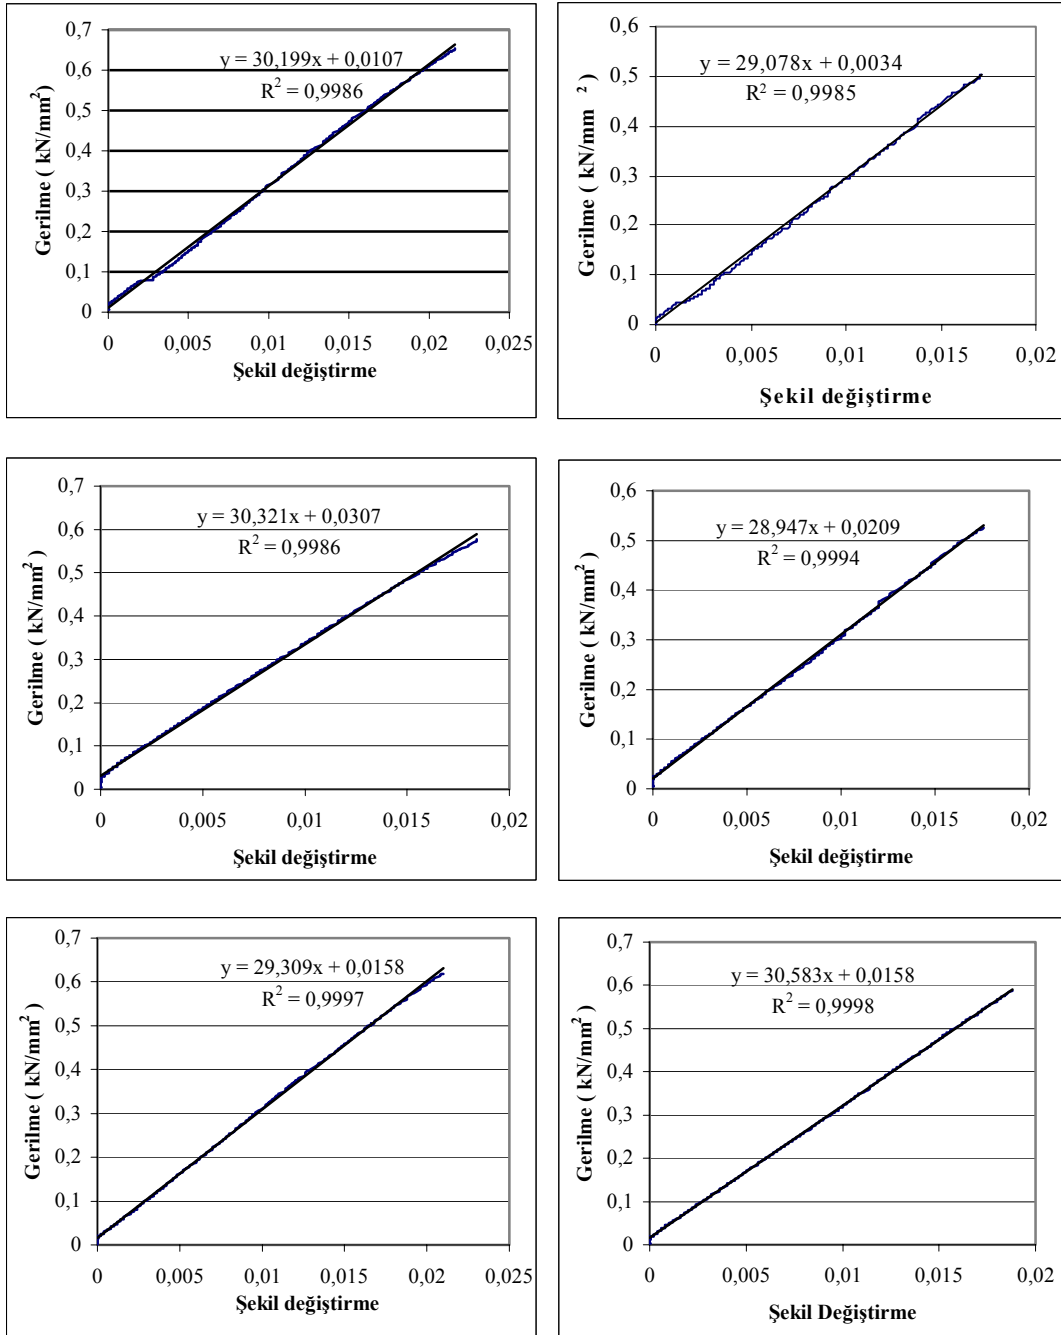 0,7
0,6
0,5
0,4
0,3
0,2
0,1
0
y = 30,199x + 0,0107
R² = 0,9986
Gerilme ( kN/mm²)
0 0,005 0,01 0,015 0,02 0,025
Şekil değiştirme
0,6
0,5
0,4
0,3
0,2
0,1
0
y = 29,078x + 0,0034
R² = 0,9985
Gerilme ( kN/mm ² )
0 0,005 0,01 0,015 0,02
Şekil değiştirme
0,7
0,6
0,5
0,4
0,3
0,2
0,1
0
y = 30,321x + 0,0307
R² = 0,9986
Gerilme ( kN/mm² )
0 0,005 0,01 0,015 0,02
Şekil değiştirme
0,6
0,5
0,4
0,3
0,2
0,1
0
y = 28,947x + 0,0209
R² = 0,9994
Gerilme ( kN/mm² )
0 0,005 0,01 0,015 0,02
Şekil değiştirme
0,7
0,6
0,5
0,4
0,3
0,2
0,1
0
y = 29,309x + 0,0158
R² = 0,9997
Gerilme ( kN/mm² )
0 0,005 0,01 0,015 0,02 0,025
Şekil değiştirme
0,7
0,6
0,5
0,4
0,3
0,2
0,1
0
y = 30,583x + 0,0158
R² = 0,9998
Gerilme ( kN/mm² )
0 0,005 0,01 0,015 0,02
Şekil Değiştirme